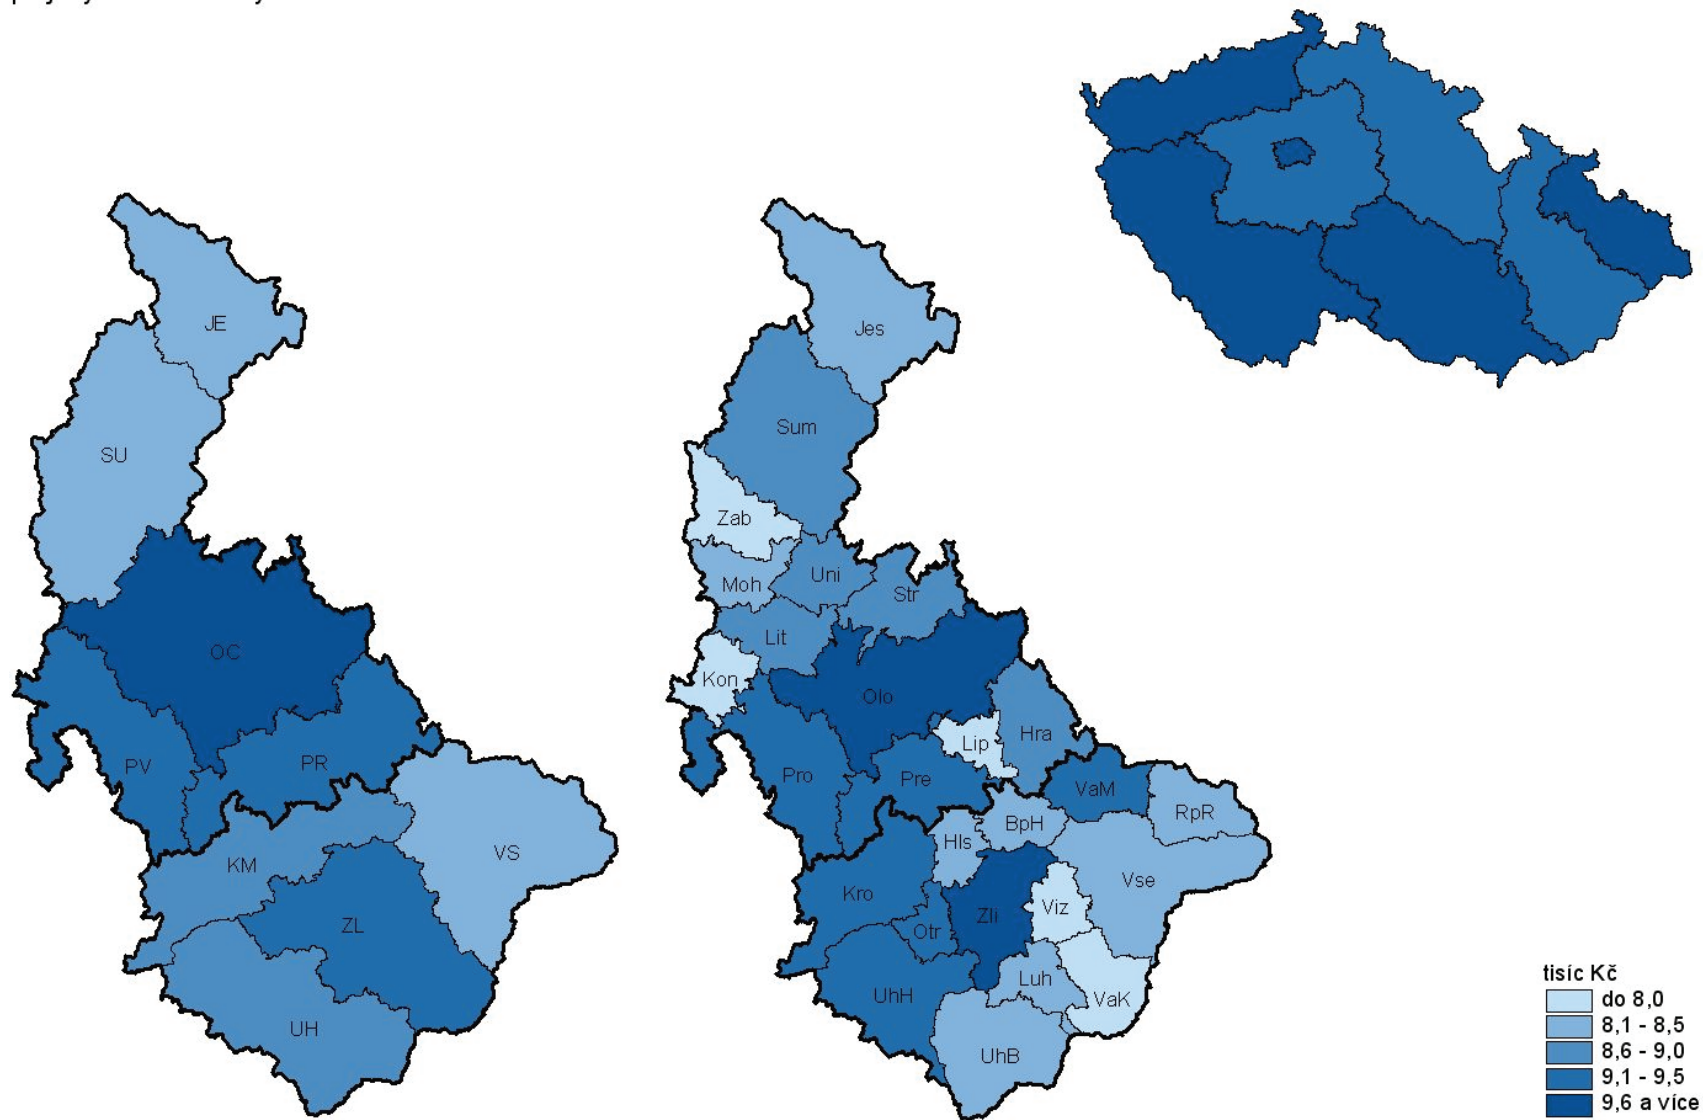 JE
SU
OC
PV
PR
KM
VS
ZL
UH
Jes
Sum
Zab
Moh
Uni
Str
Lit
Kon
Olo
Lip
Hra
Pro
Pre
VaM
RpR
BpH
Hls
Vse
Kro
Viz
Zli
Otr
Luh
UhH
VaK
UhB
tisíc Kč
do 8,0
8,1 - 8,5
8,6 - 9,0
9,1 - 9,5
9,6 a více